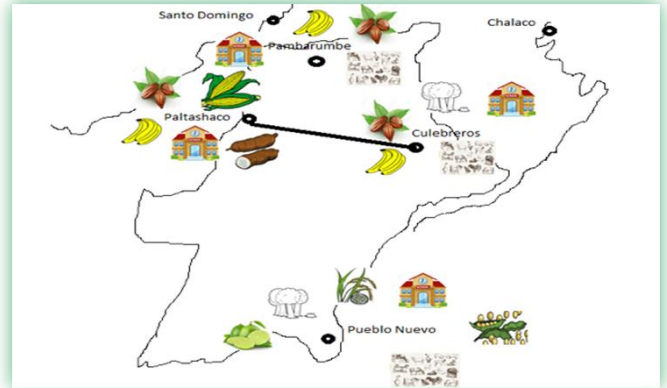 Santo Domingo
Chalaco
Pambarumbe
Paltashaco
Culebreros
Pueblo Nuevo